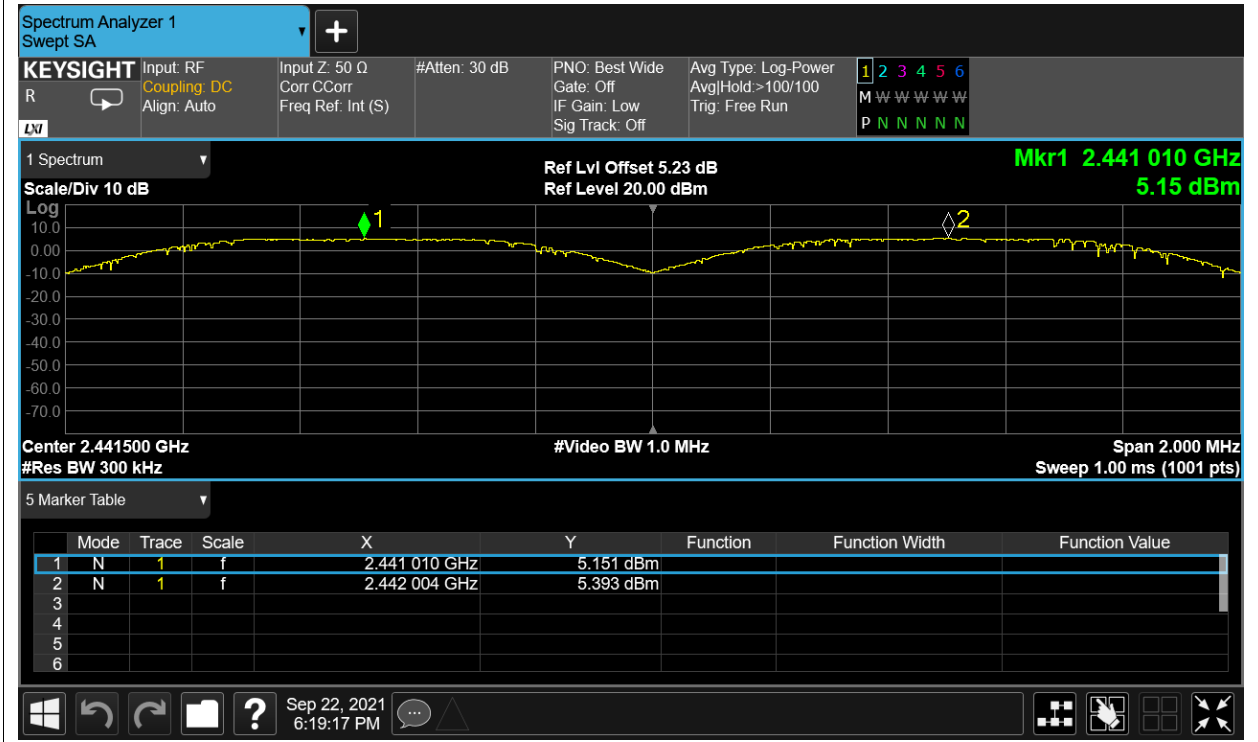 Spectrum Analyzer 1
Swept SA
KEYSIGHT
R
LXI
Input: RF
Coupling: DC
Align: Auto
Input Z: 50 Ω
Corr CCorr
Freq Ref: Int (S)
#Atten: 30 dB
PNO: Best Wide
Gate: Off
IF Gain: Low
Sig Track: Off
Avg Type: Log-Power
Avg|Hold:>100/100
Trig: Free Run
1 2 3 4 5 6
M W W W W W
P N N N N N
1 Spectrum
Scale/Div 10 dB
Ref Lvl Offset 5.23 dB
Ref Level 20.00 dBm
Mkr1 2.441 010 GHz
5.15 dBm
Log
10.0
0.00
-10.0
-20.0
-30.0
-40.0
-50.0
-60.0
-70.0
1
2
Center 2.441500 GHz
#Res BW 300 kHz
#Video BW 1.0 MHz
Span 2.000 MHz
Sweep 1.00 ms (1001 pts)
5 Marker Table
Mode Trace Scale X Y Function Function Width Function Value
1 N 1 f 2.441 010 GHz 5.151 dBm
2 N 1 f 2.442 004 GHz 5.393 dBm
3
4
5
6
?
Sep 22, 2021
6:19:17 PM